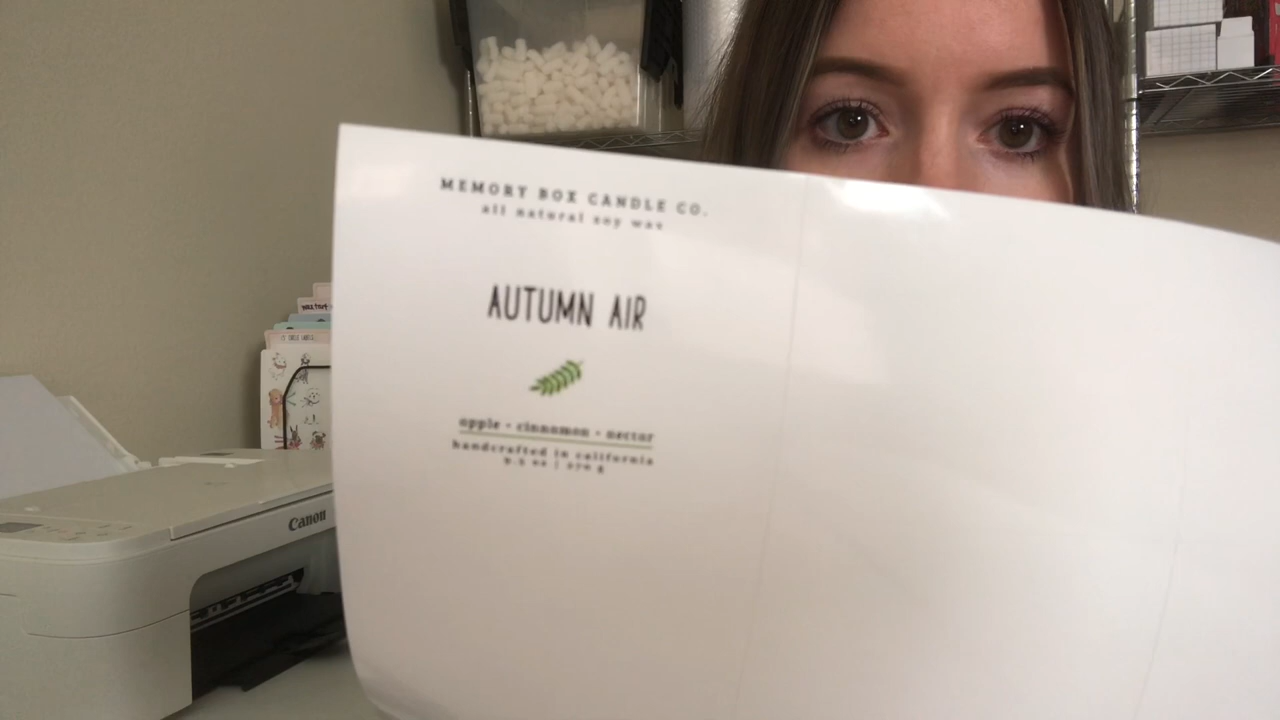 MEMORY BOX CANDLE CO.
all natural soy wax
AUTUMN AIR
apple - cinnamon - nectar
handcrafted in california
Canon